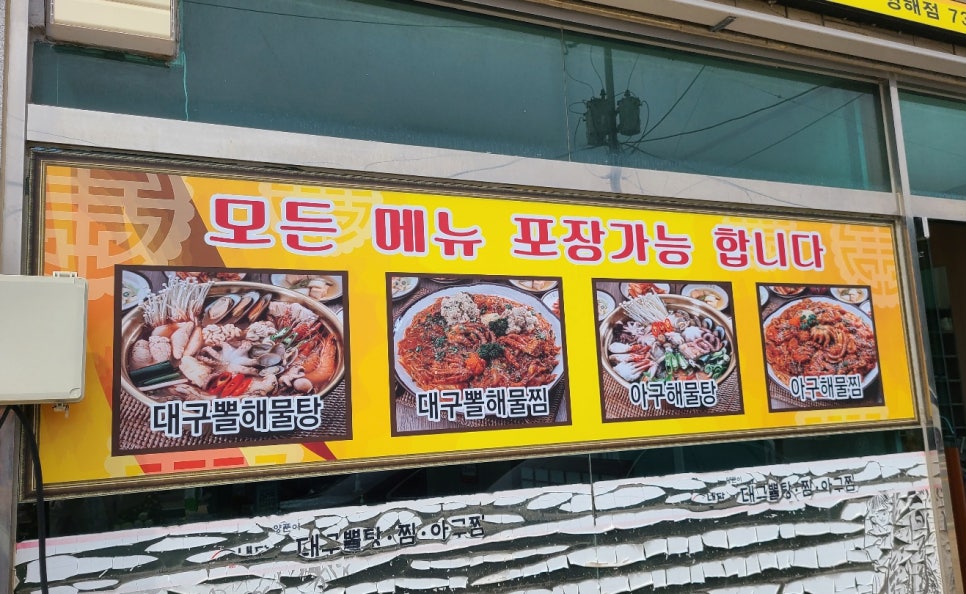 점 73
모든 메뉴 포장가능 합니다
대구뽈해물탕
대구뽈해물찜
아구해물탕
아구해물찜
대구뽈탕·찜·아구찜
대구뽈탕·찜·아구찜